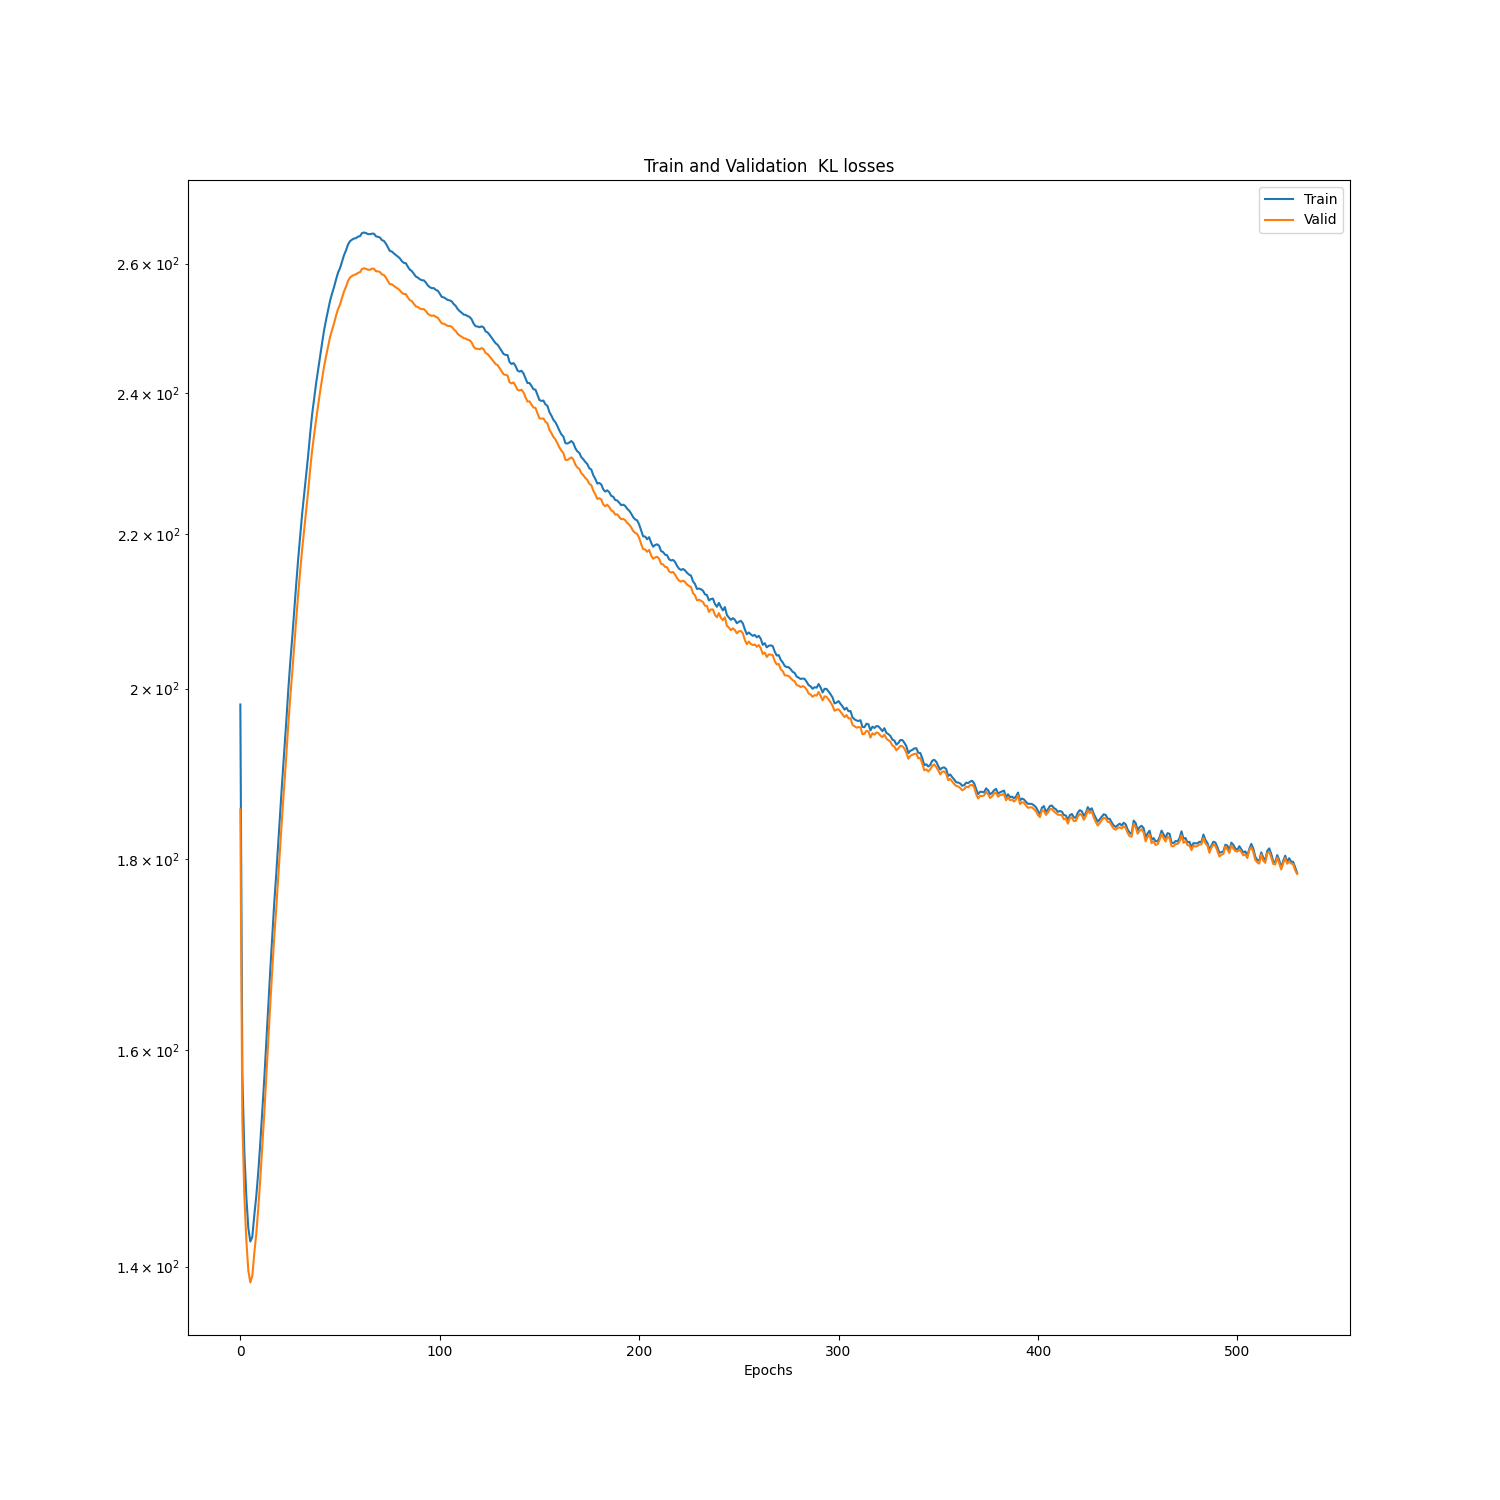 Train and Validation  KL losses
Train
Valid
2.6 × 10²
2.4 × 10²
2.2 × 10²
2 × 10²
1.8 × 10²
1.6 × 10²
1.4 × 10²
0 100 200 300 400 500
Epochs